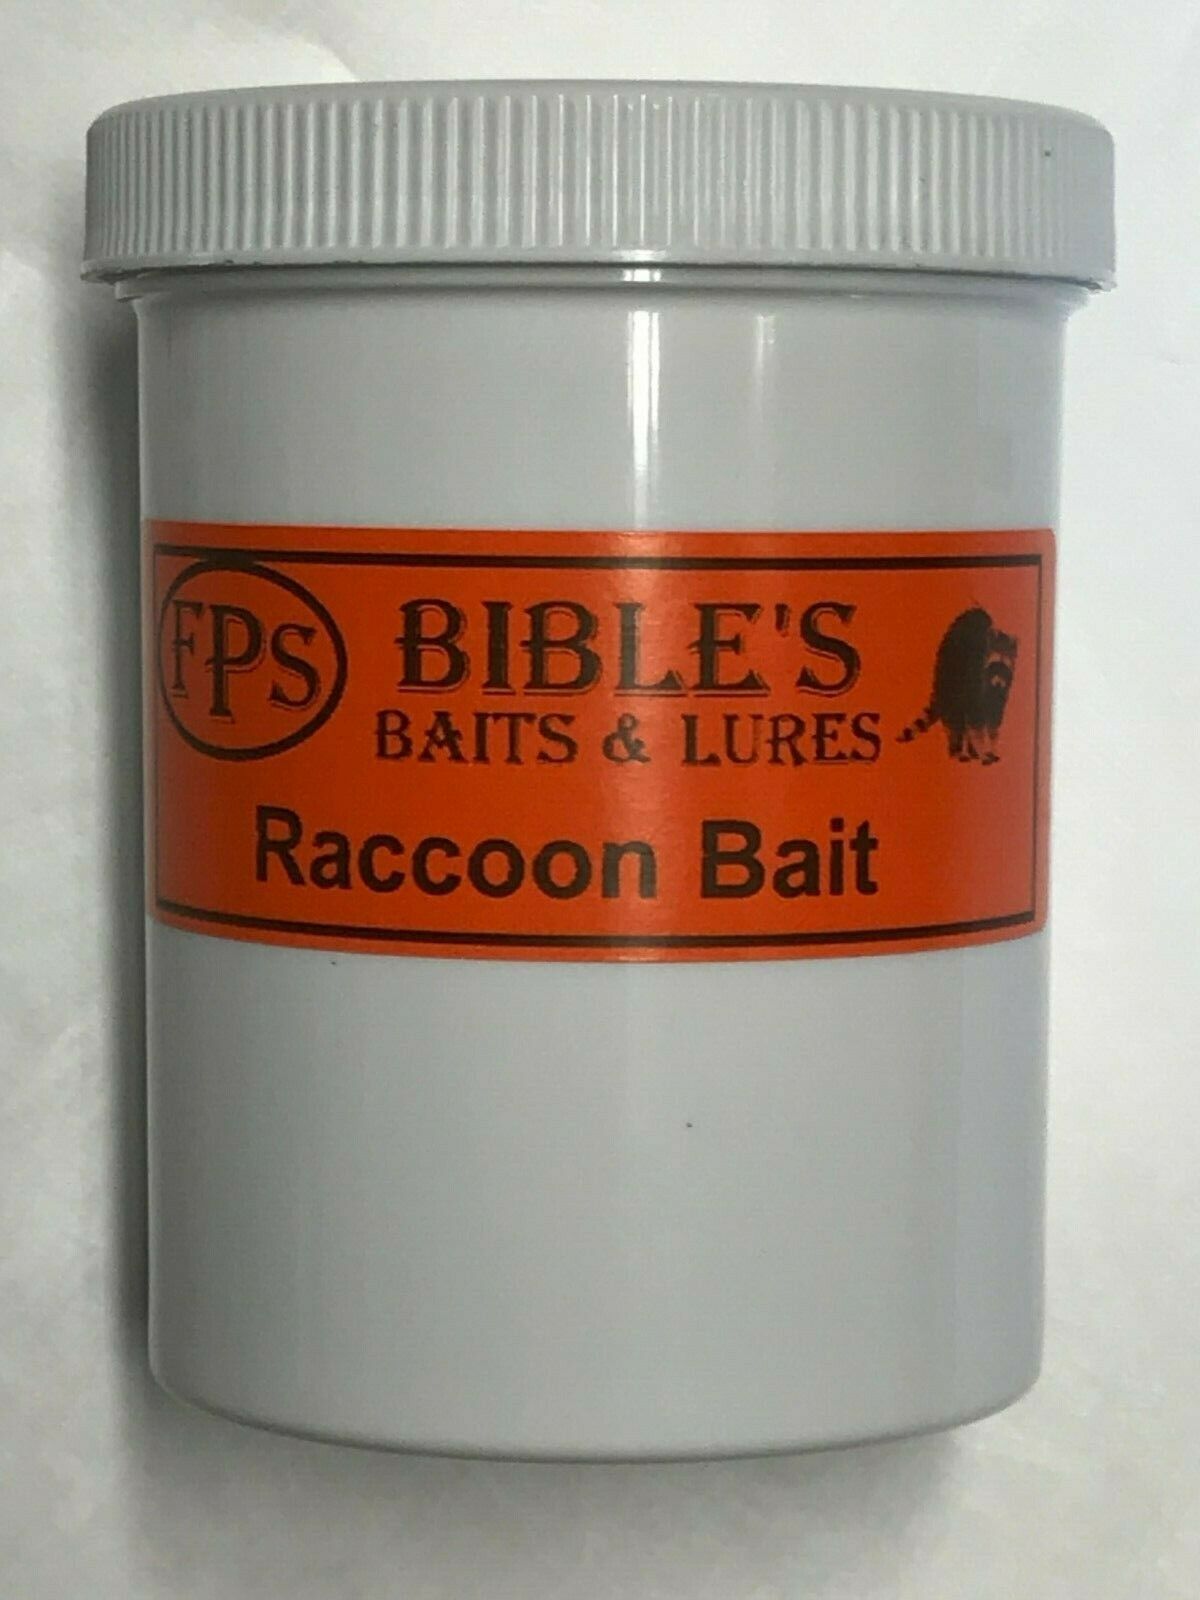 FPS
BIBLE'S
BAITS & LURES
Raccoon Bait